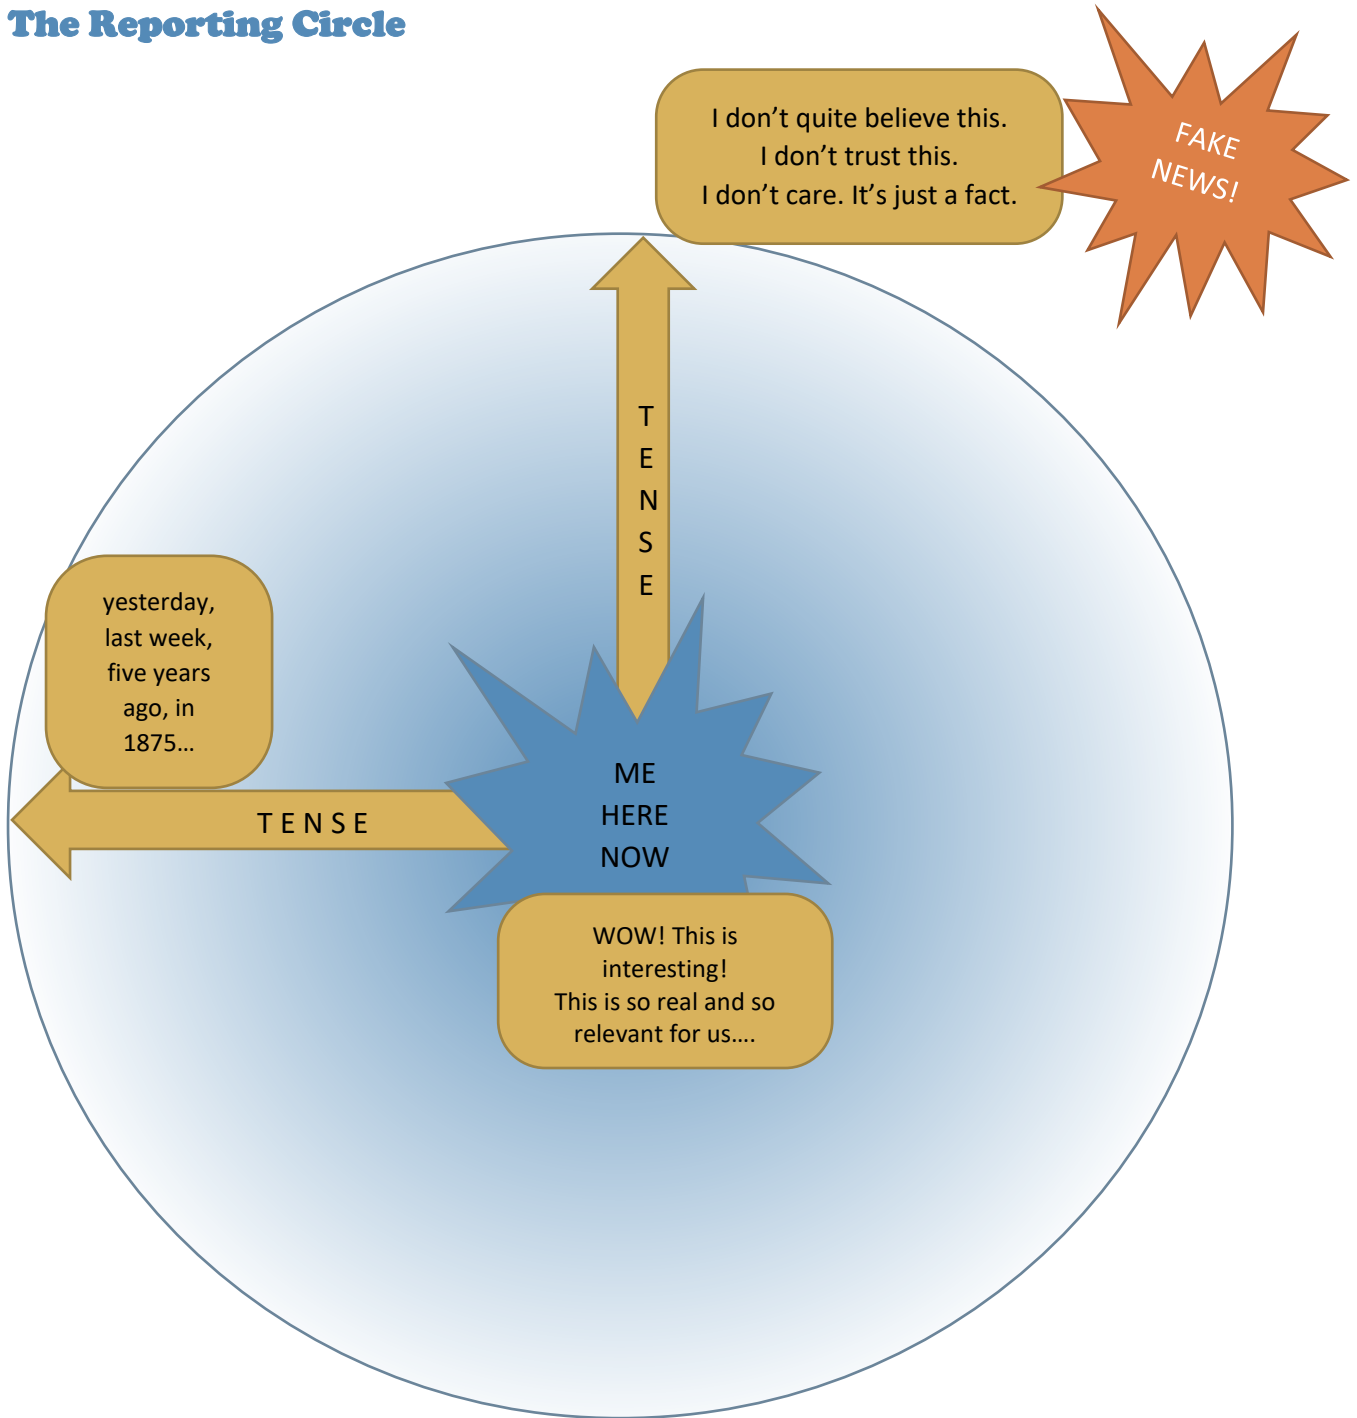 The Reporting Circle
I don’t quite believe this.
I don’t trust this.
I don’t care. It’s just a fact.
FAKE
NEWS!
T
E
N
S
E
yesterday,
last week,
five years
ago, in
1875…
T E N S E
ME
HERE
NOW
WOW! This is
interesting!
This is so real and so
relevant for us….